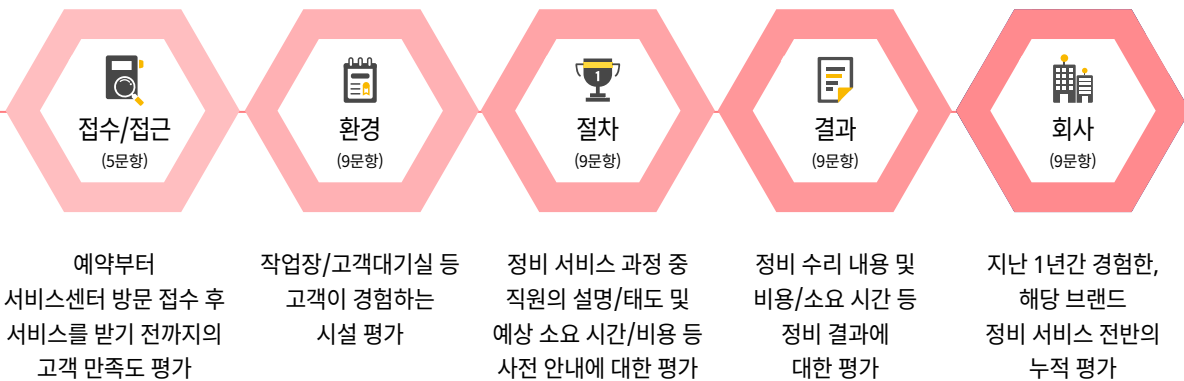 접수/접근
(5문항)
예약부터
서비스센터 방문 접수 후
서비스를 받기 전까지의
고객 만족도 평가
환경
(9문항)
작업장/고객대기실 등
고객이 경험하는
시설 평가
1
절차
(9문항)
정비 서비스 과정 중
직원의 설명/태도 및
예상 소요 시간/비용 등
사전 안내에 대한 평가
결과
(9문항)
정비 수리 내용 및
비용/소요 시간 등
정비 결과에
대한 평가
회사
(9문항)
지난 1년간 경험한,
해당 브랜드
정비 서비스 전반의
누적 평가